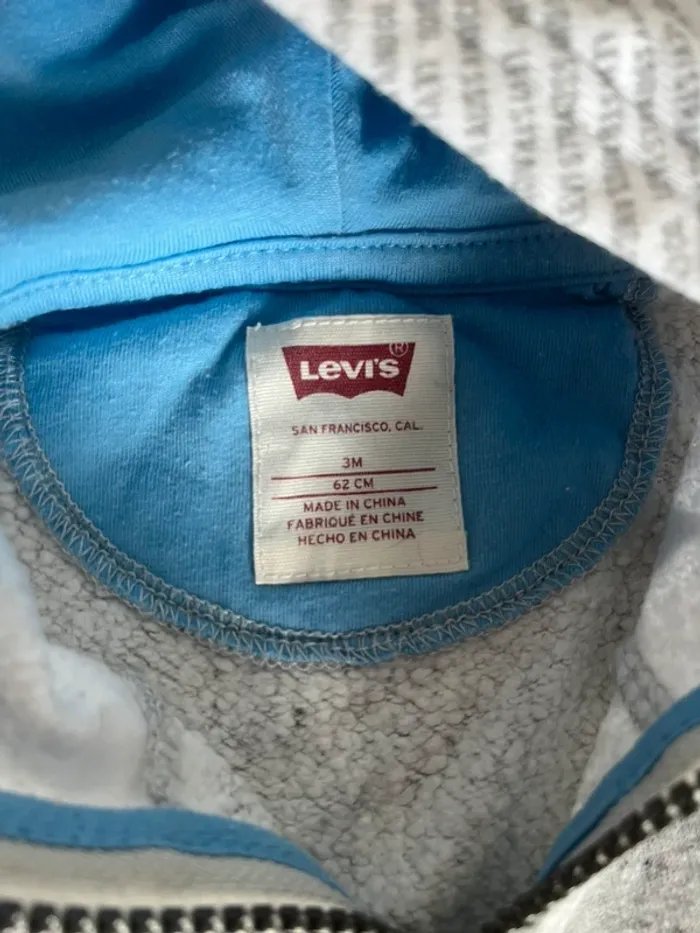 LEVI'S ®
SAN FRANCISCO, CAL.
3M
62 CM
MADE IN CHINA
FABRIQUÉ EN CHINE
HECHO EN CHINA